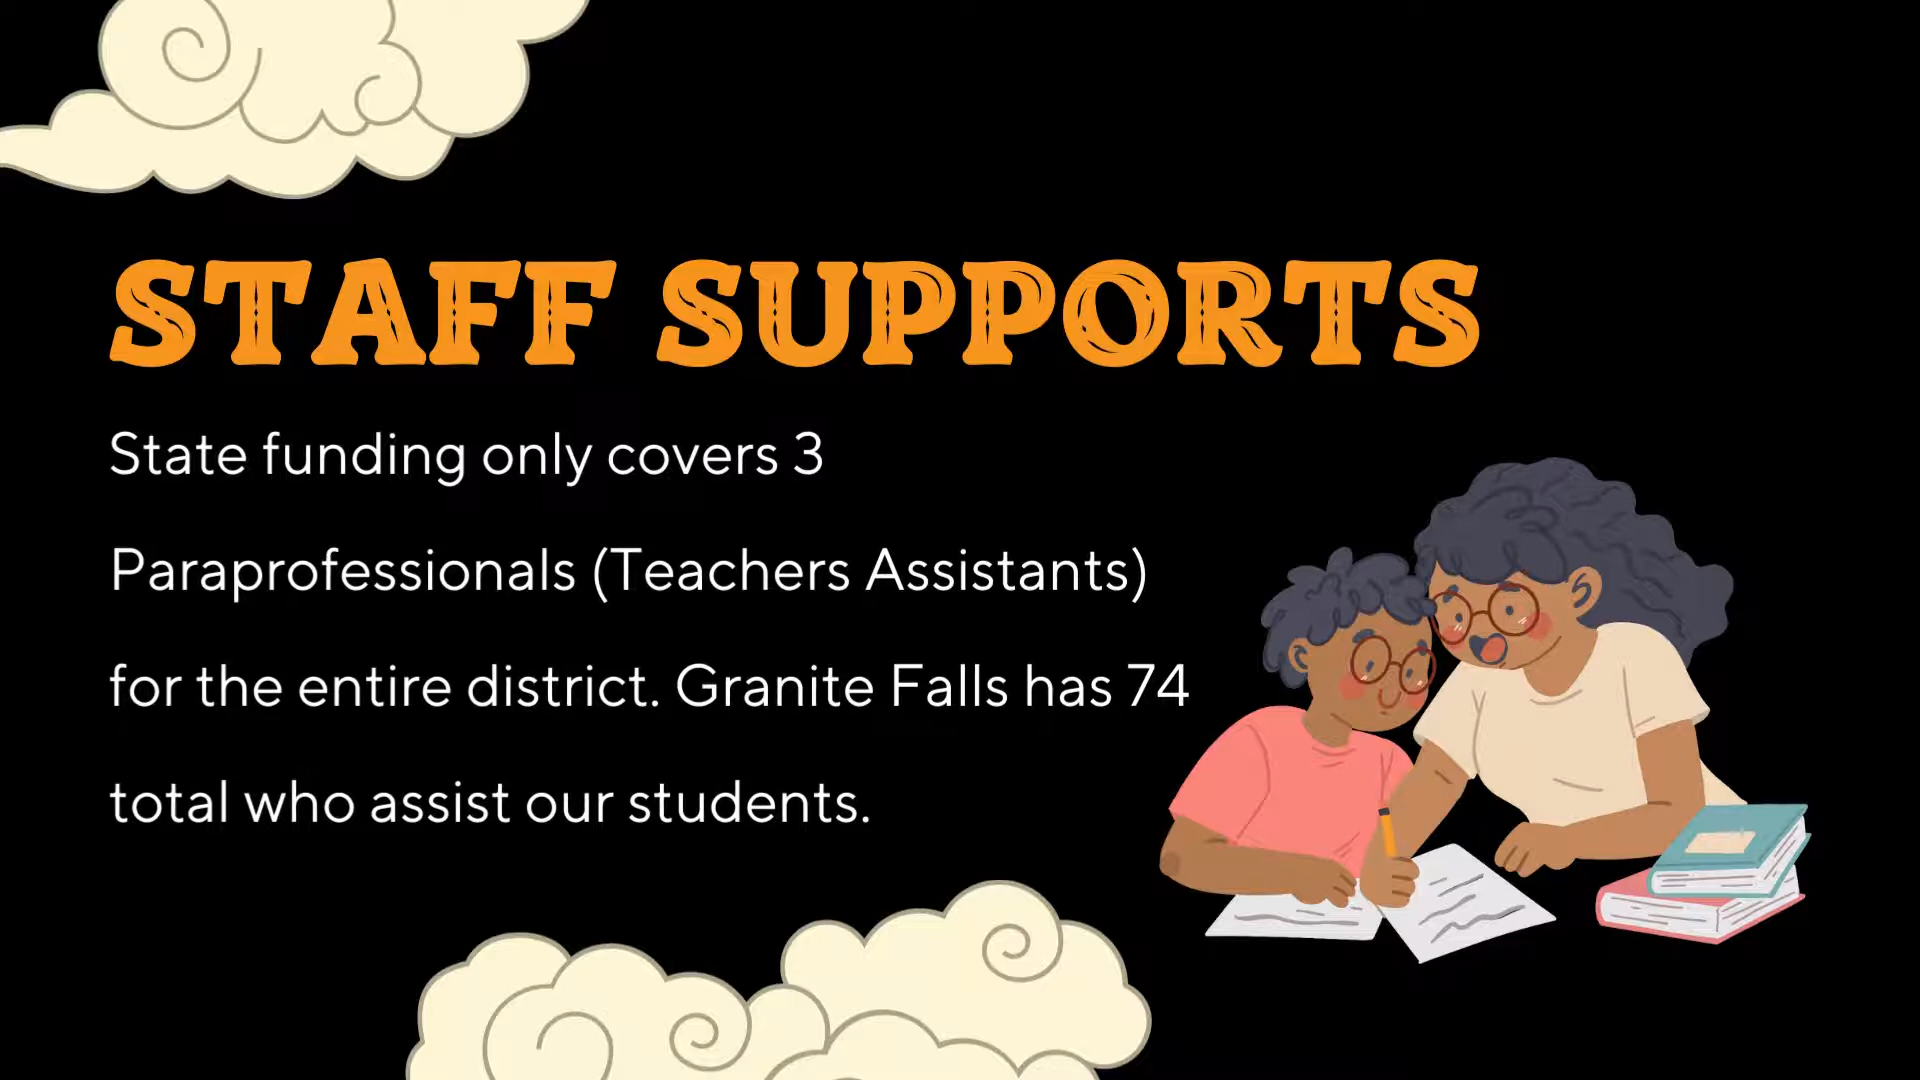 STAFF SUPPORTS
State funding only covers 3
Paraprofessionals (Teachers Assistants)
for the entire district. Granite Falls has 74
total who assist our students.